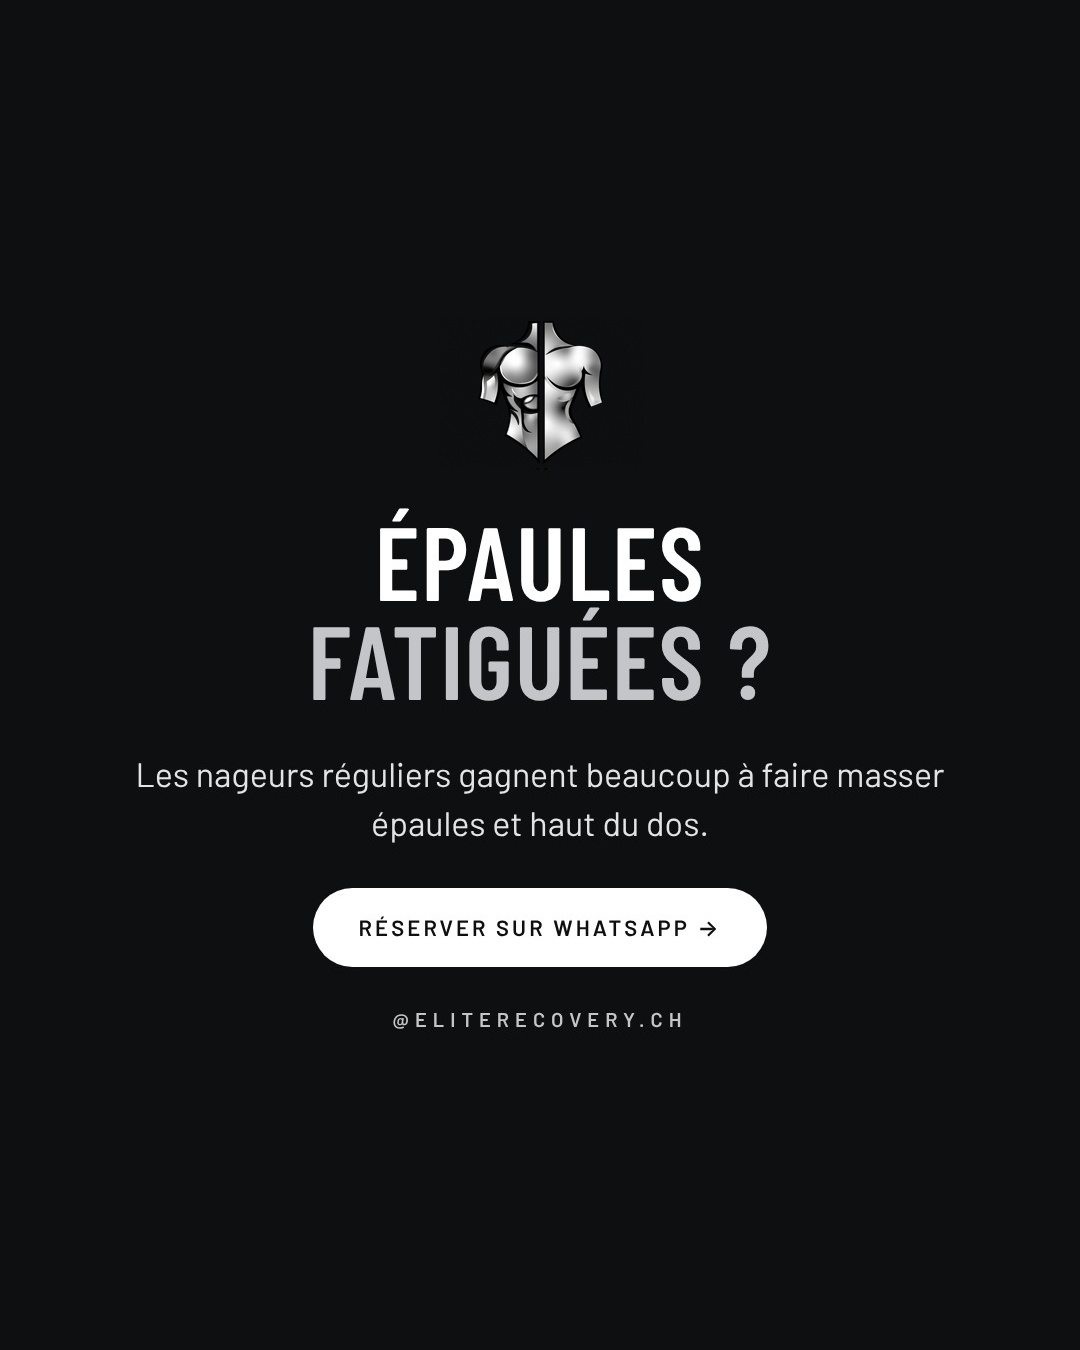 ÉPAULES
FATIGUÉES ?
Les nageurs réguliers gagnent beaucoup à faire masser
épaules et haut du dos.
RÉSERVER SUR WHATSAPP →
@ELITERECOVERY.CH